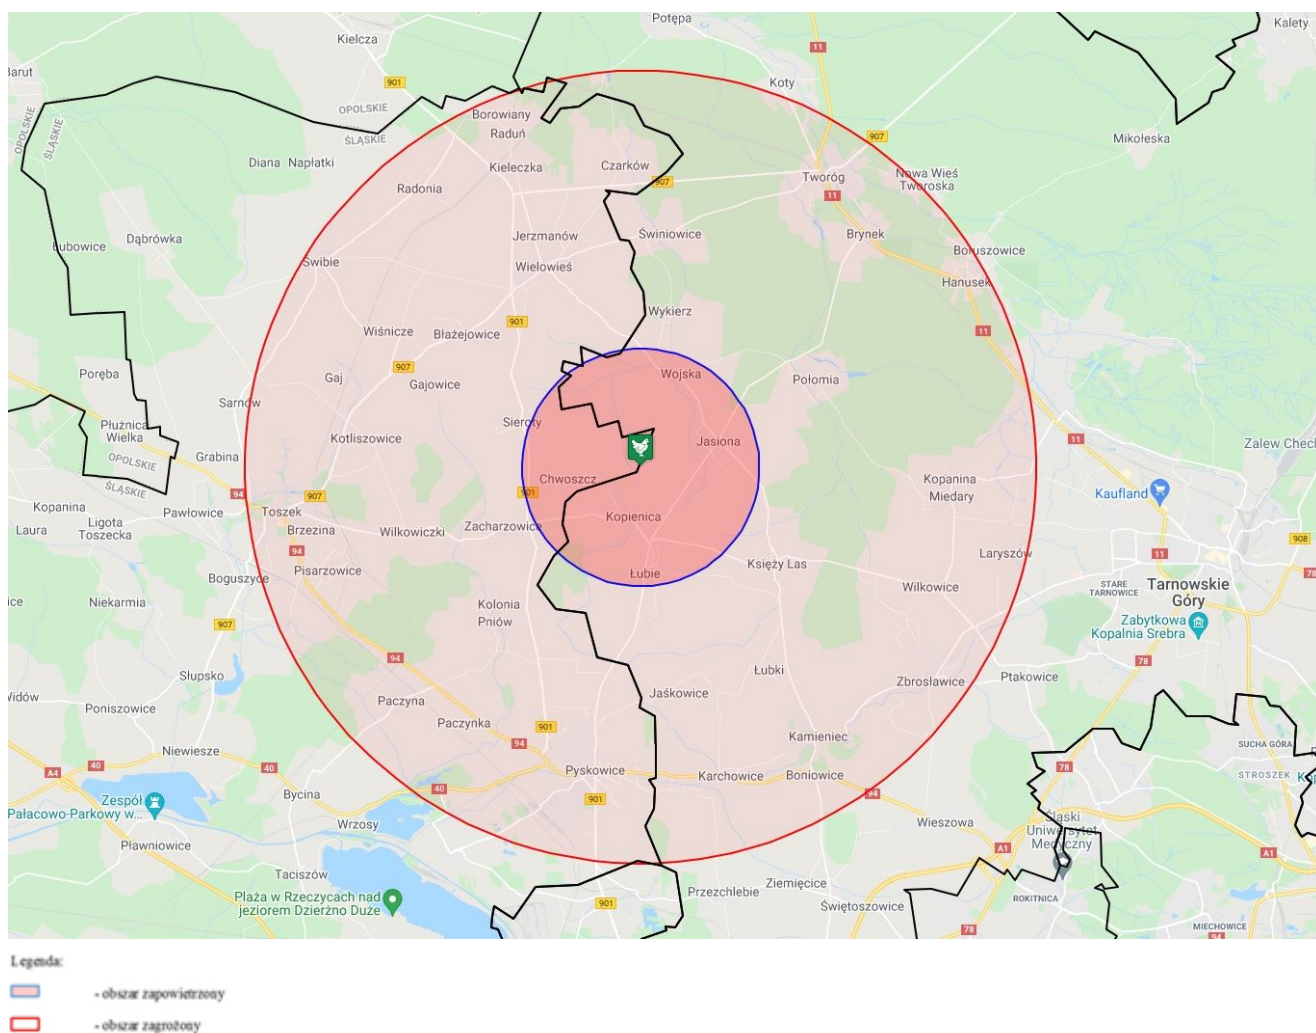 Potępa
Kalety
Kielcza
11
Barut
901
Koty
OPOLSKIE
ŚLĄSKIE
Borowiany
Raduń
907
Mikołeska
OPOLSKIE
ŚLĄSKIE
Diana Napłatki
Kieleczka
Czarków
Radonia
907
Tworóg
Nowa Wieś
Tworoska
11
Łubowice
Dąbrówka
Jerzmanów
Świniowice
Brynek
Boruszowice
Świbie
Wielowieś
Hanusek
901
Wykierz
Wiśnicze
Błażejowice
11
907
Poręba
Gaj
Gajowice
Wojska
Połomia
Sarnów
Płużnica
Wielka
Sieroty
Kotliszowice
Jasiona
11
Zalew Chech
OPOLSKIE
ŚLĄSKIE
Grabina
Chwoszcz
Kopanina
Miedary
Kaufland
94
907
901
Kopanina
Pawłowice
Toszek
Kopienica
Laura
Ligota
Toszecka
Brzezina
Wilkowiczki
Zacharzowice
908
94
Laryszów
11
Pisarzowice
Łubie
Księży Las
78
Boguszyce
Wilkowice
STARE
TARNOWICE
Tarnowskie
Góry
Niekarmia
Kolonia
Pniów
907
Zabytkowa
Kopalnia Srebra
94
78
Słupsko
Łubki
Zbrosławice
Ptakowice
Widów
Poniszowice
Paczyna
Jaśkowice
Paczynka
901
94
Kamieniec
Niewiesze
SUCHA GÓRA
A4
40
40
Pyskowice
Karchowice
Boniowice
78
STROSZEK
Bycina
40
901
94
Zespół
Pałacowo-Parkowy w...
Wrzosy
Wieszowa
Śląski
Uniwersytet
Medyczny
Pławniowice
A1
A1
Taciszów
Przezchlebie
Ziemięcice
Plaża w Rzeczycach nad
jeziorem Dzierżno Duże
901
Świętoszowice
ROKITNICA
78
MIECHOWICE
94
Legenda:
- obszar zapowietrzony
- obszar zagrożony